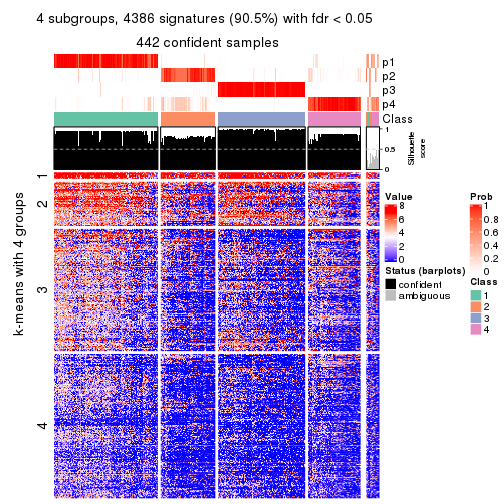 4 subgroups, 4386 signatures (90.5%) with fdr < 0.05
442 confident samples
p1
p2
p3
p4
Class
1
0.5
0
Silhouette
score
k-means with 4 groups
1
2
3
4
Value
8
6
4
2
0
Status (barplots)
confident
ambiguous
Prob
1
0.8
0.6
0.4
0.2
0
Class
1
2
3
4